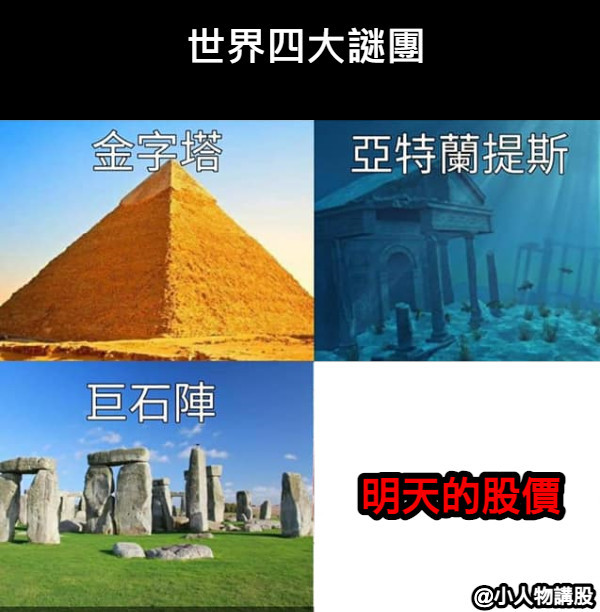 世界四大謎團
金字塔
亞特蘭提斯
巨石陣
明天的股價
@小人物講股